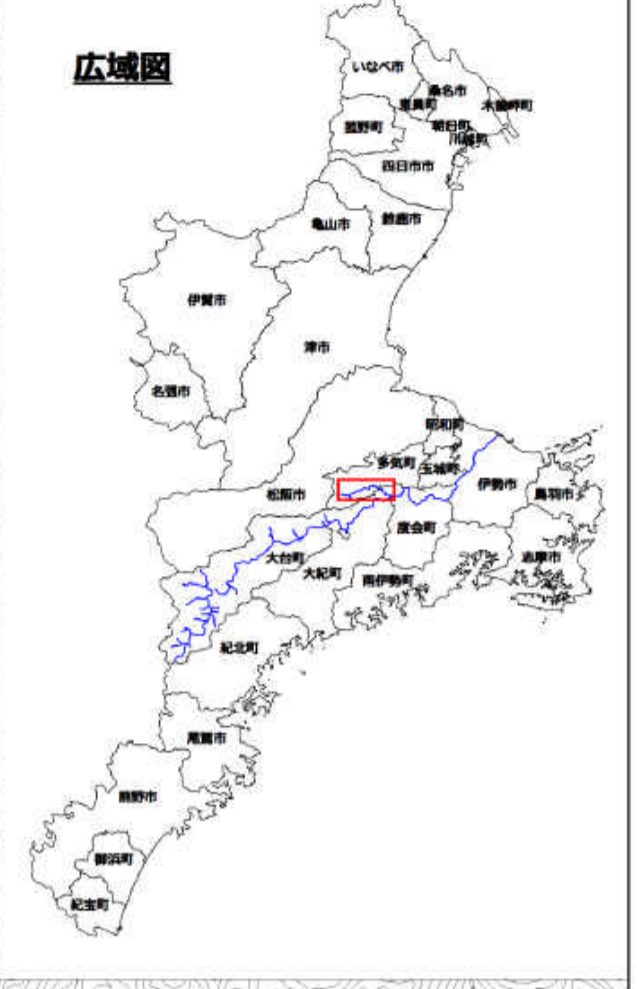 広域図
いなべ市
桑名市
東員町
木曽岬町
菰野町
朝日町
川越町
四日市市
亀山市
鈴鹿市
伊賀市
津市
名張市
明和町
多気町
玉城町
松阪市
伊勢市
鳥羽市
度会町
大台町
志摩市
大紀町
南伊勢町
紀北町
尾鷲市
熊野市
御浜町
紀宝町